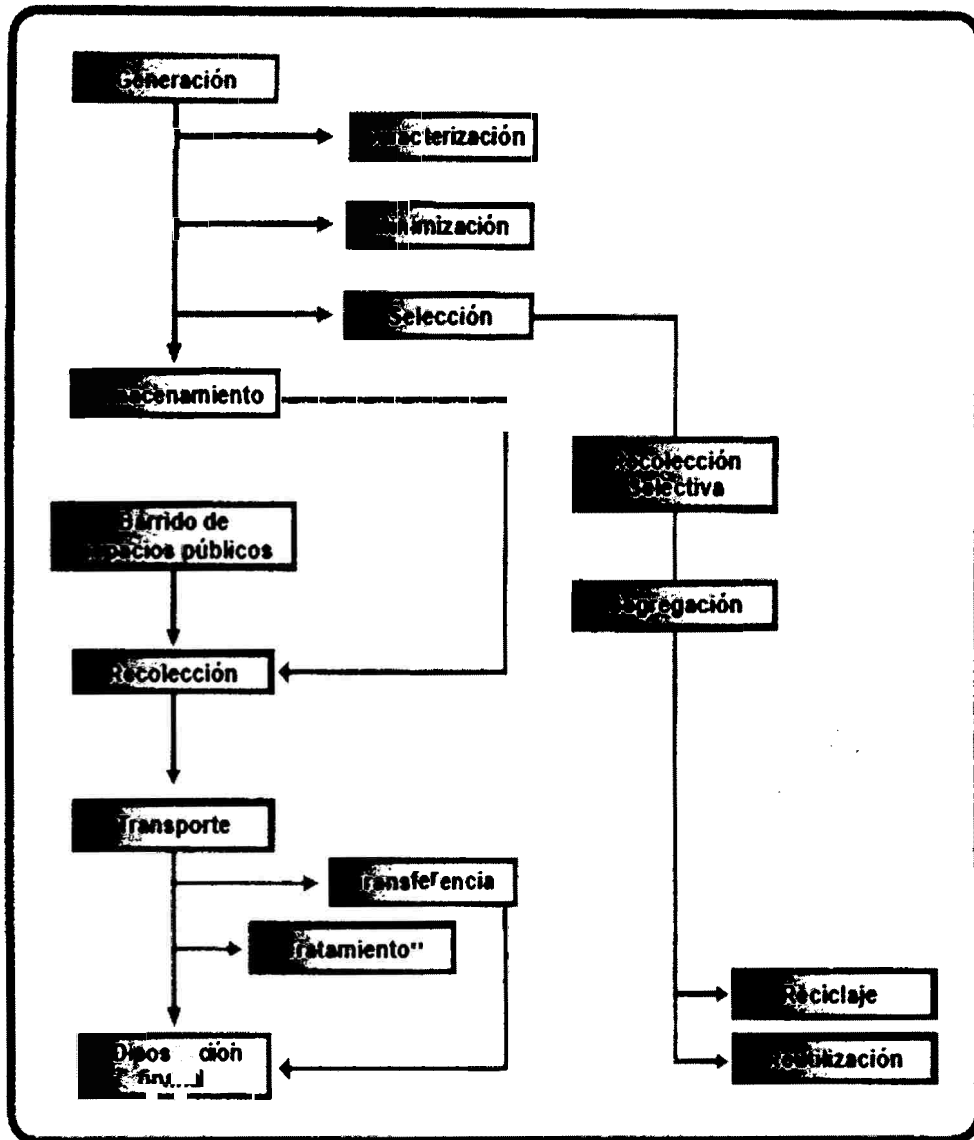 Generación
Caracterización
Minimización
Selección
Almacenamiento
Recolección
Selectiva
Barrido de
espacios públicos
Segregación
Recolección
Transporte
Transferencia
Tratamiento"
Reciclaje
Disposición
final
Reutilización